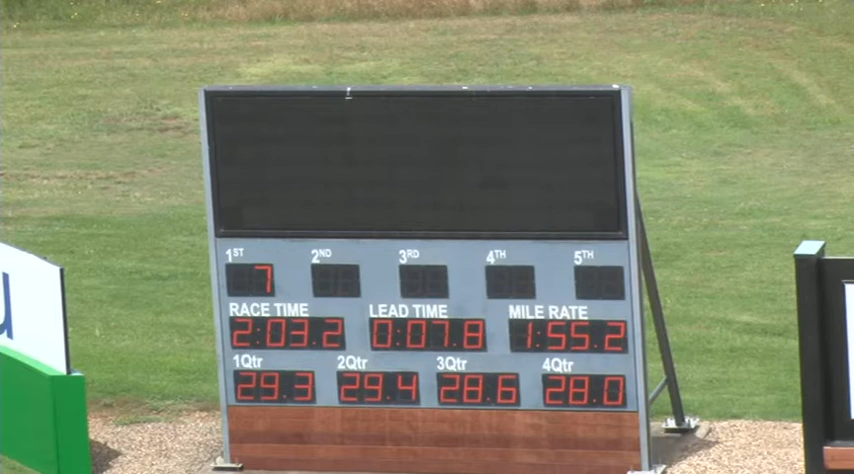 1ST 2ND 3RD 4TH 5TH
7
RACE TIME LEAD TIME MILE RATE
2:03.2 0:07.8 1:55.2
1Qtr 2Qtr 3Qtr 4Qtr
29.3 29.4 28.6 28.0